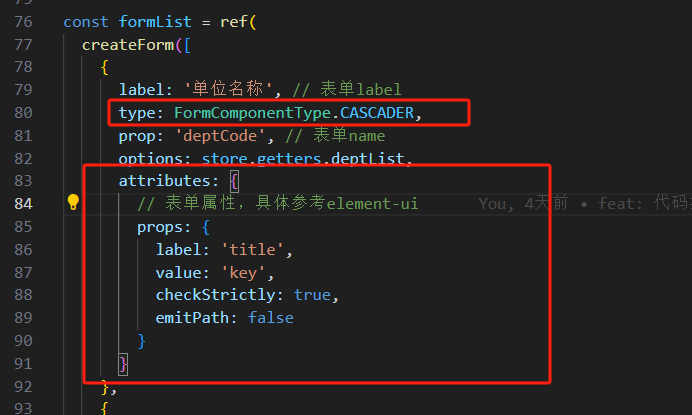 76 const formList = ref(
77 createForm([
78 {
79 label: '单位名称', // 表单label
80 type: FormComponentType.CASCADER,
81 prop: 'deptCode', // 表单name
82 options: store.getters.deptList,
83 attributes: {
84 // 表单属性，具体参考element-ui You, 4天前 • feat: 代码
85 props: {
86 label: 'title',
87 value: 'key',
88 checkStrictly: true,
89 emitPath: false
90 }
91 }
92 },
93 {